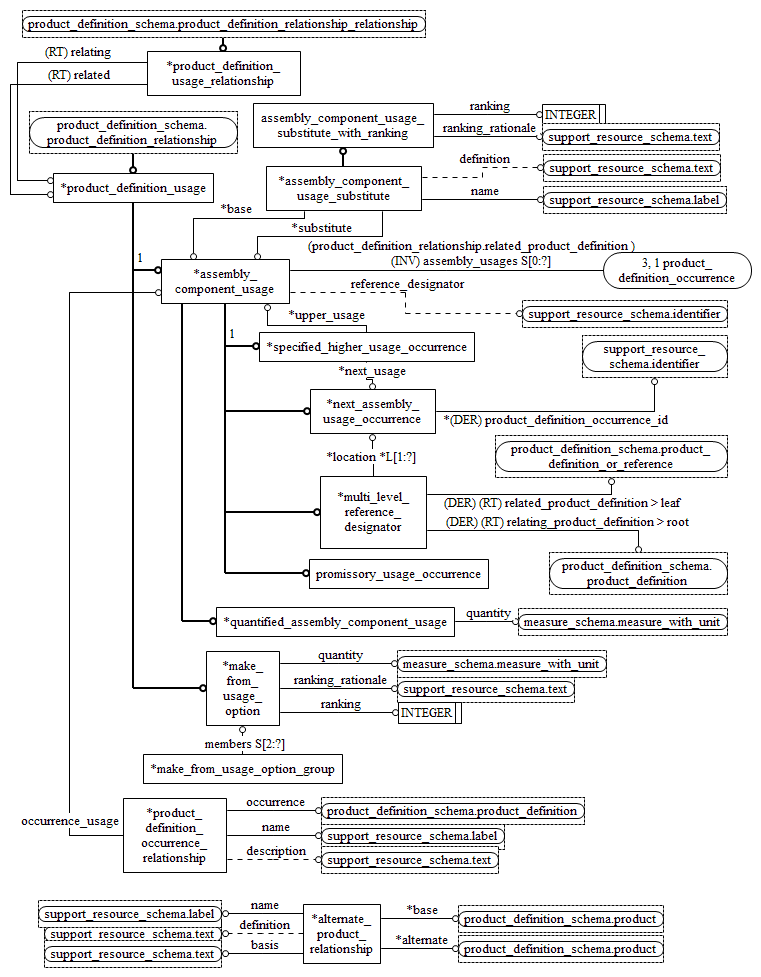 product_definition_schema.product_definition_relationship_relationship
(RT) relating
(RT) related
*product_definition_
usage_relationship
product_definition_schema.
product_definition_relationship
assembly_component_usage_
substitute_with_ranking
ranking
INTEGER
ranking_rationale
support_resource_schema.text
definition
support_resource_schema.text
*product_definition_usage
*assembly_component_
usage_substitute
name
support_resource_schema.label
*base
*substitute
(product_definition_relationship.related_product_definition )
(INV) assembly_usages S[0:?]
1
*assembly_
component_usage
3, 1 product_
definition_occurrence
reference_designator
support_resource_schema.identifier
*upper_usage
1
*specified_higher_usage_occurrence
support_resource_
schema.identifier
*next_usage
*next_assembly_
usage_occurrence
*(DER) product_definition_occurrence_id
*location *L[1:?]
product_definition_schema.product_
definition_or_reference
*multi_level_
reference_
designator
(DER) (RT) related_product_definition > leaf
(DER) (RT) relating_product_definition > root
product_definition_schema.
product_definition
promissory_usage_occurrence
*quantified_assembly_component_usage
quantity
measure_schema.measure_with_unit
*make_
from_
usage_
option
quantity
measure_schema.measure_with_unit
ranking_rationale
support_resource_schema.text
ranking
INTEGER
members S[2:?]
*make_from_usage_option_group
occurrence_usage
*product_
definition_
occurrence_
relationship
occurrence
product_definition_schema.product_definition
name
support_resource_schema.label
description
support_resource_schema.text
support_resource_schema.label
name
support_resource_schema.text
definition
support_resource_schema.text
basis
*alternate_
product_
relationship
*base
product_definition_schema.product
*alternate
product_definition_schema.product